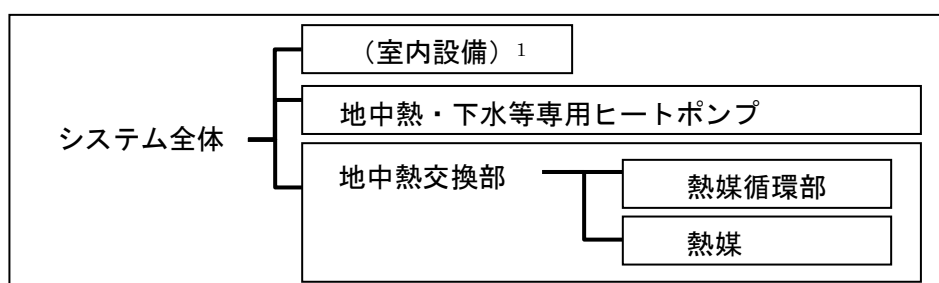 （室内設備）1
地中熱・下水等専用ヒートポンプ
システム全体
地中熱交換部
熱媒循環部
熱媒